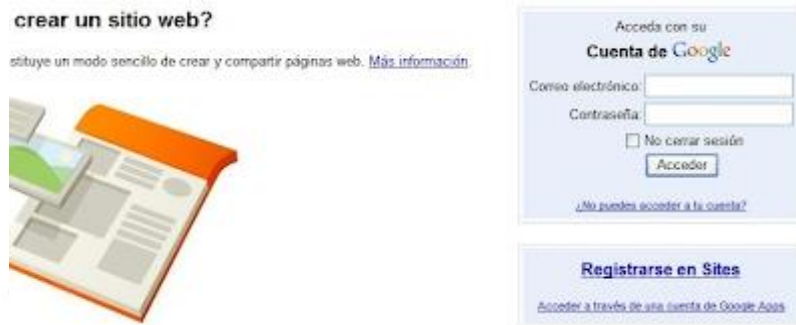 crear un sitio web?
stituye un modo sencillo de crear y compartir páginas web. Más información
Acceda con su
Cuenta de Google
Correo electrónico:
Contraseña:
No cerrar sesión
Acceder
¿No puedes acceder a tu cuenta?
Registrarse en Sites
Acceder a través de una cuenta de Google Apps